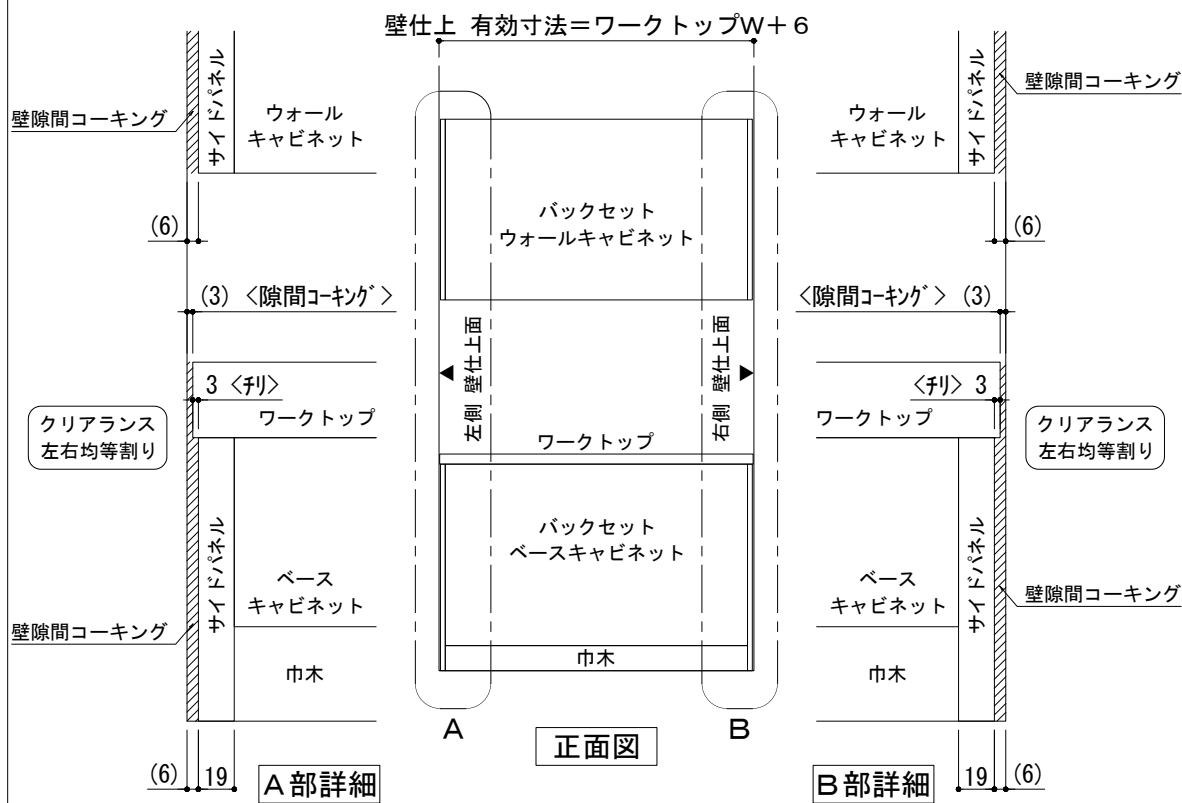 壁仕上 有効寸法＝ワークトップW＋6
サイドパネル
ウォール
キャビネット
壁隙間コーキング
(6)
(3) <隙間コーキング>
3 <チリ>
ワークトップ
クリアランス
左右均等割り
サイドパネル
ベース
キャビネット
壁隙間コーキング
巾木
(6)
19
A部詳細
バックセット
ウォールキャビネット
左側 壁仕上面
右側 壁仕上面
ワークトップ
バックセット
ベースキャビネット
巾木
A
B
正面図
ウォール
キャビネット
サイドパネル
壁隙間コーキング
(6)
<隙間コーキング> (3)
<チリ> 3
ワークトップ
クリアランス
左右均等割り
サイドパネル
ベース
キャビネット
壁隙間コーキング
巾木
B部詳細
19
(6)